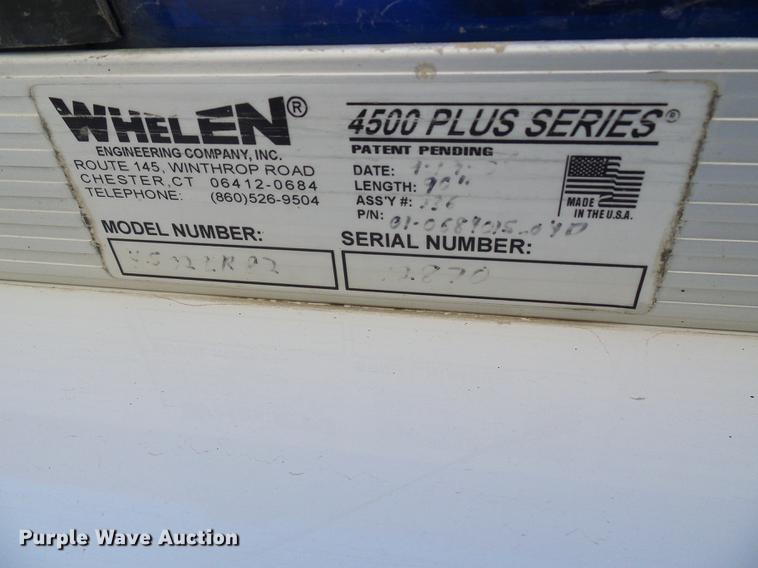 WHELEN®
ENGINEERING COMPANY, INC.
ROUTE 145, WINTHROP ROAD
CHESTER, CT 06412-0684
TELEPHONE: (860)526-9504
MODEL NUMBER:
4500 PLUS SERIES®
PATENT PENDING
DATE:
LENGTH:
ASS'Y #:
P/N:
MADE
IN THE U.S.A.
SERIAL NUMBER:
Purple Wave Auction